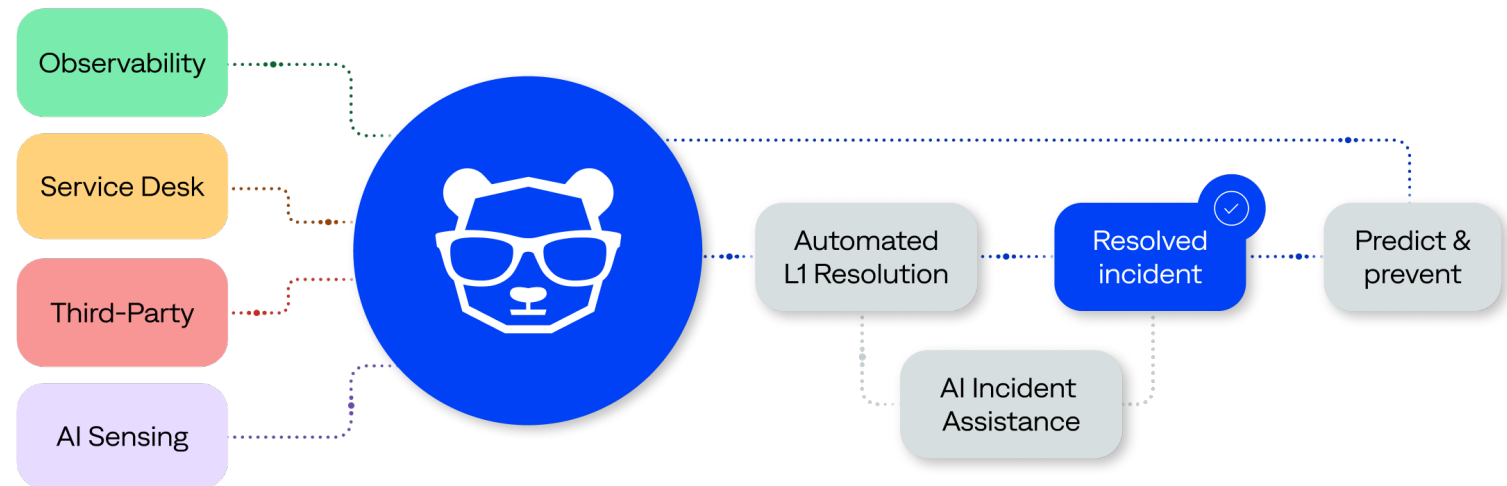 Observability
Service Desk
Third-Party
AI Sensing
Automated
L1 Resolution
Resolved
incident
Predict &
prevent
AI Incident
Assistance